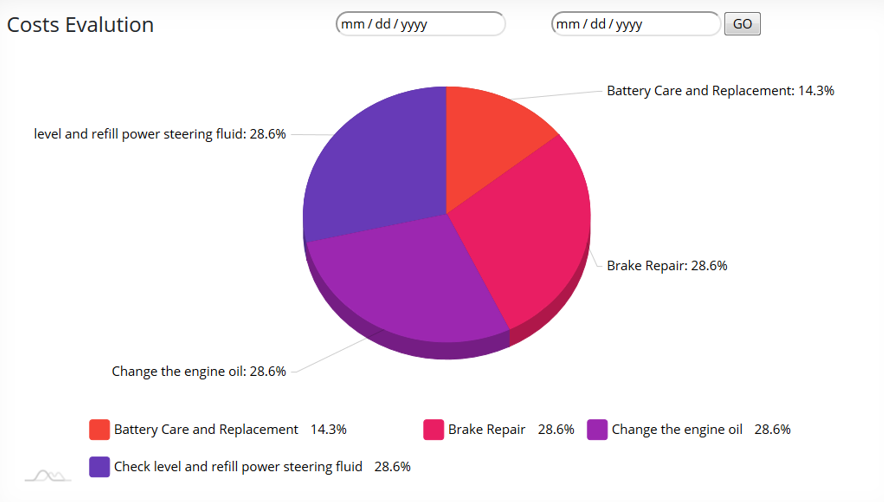 Costs Evalution
mm / dd / yyyy
mm / dd / yyyy
GO
Battery Care and Replacement: 14.3%
level and refill power steering fluid: 28.6%
Brake Repair: 28.6%
Change the engine oil: 28.6%
Battery Care and Replacement 14.3%
Brake Repair 28.6%
Change the engine oil 28.6%
Check level and refill power steering fluid 28.6%